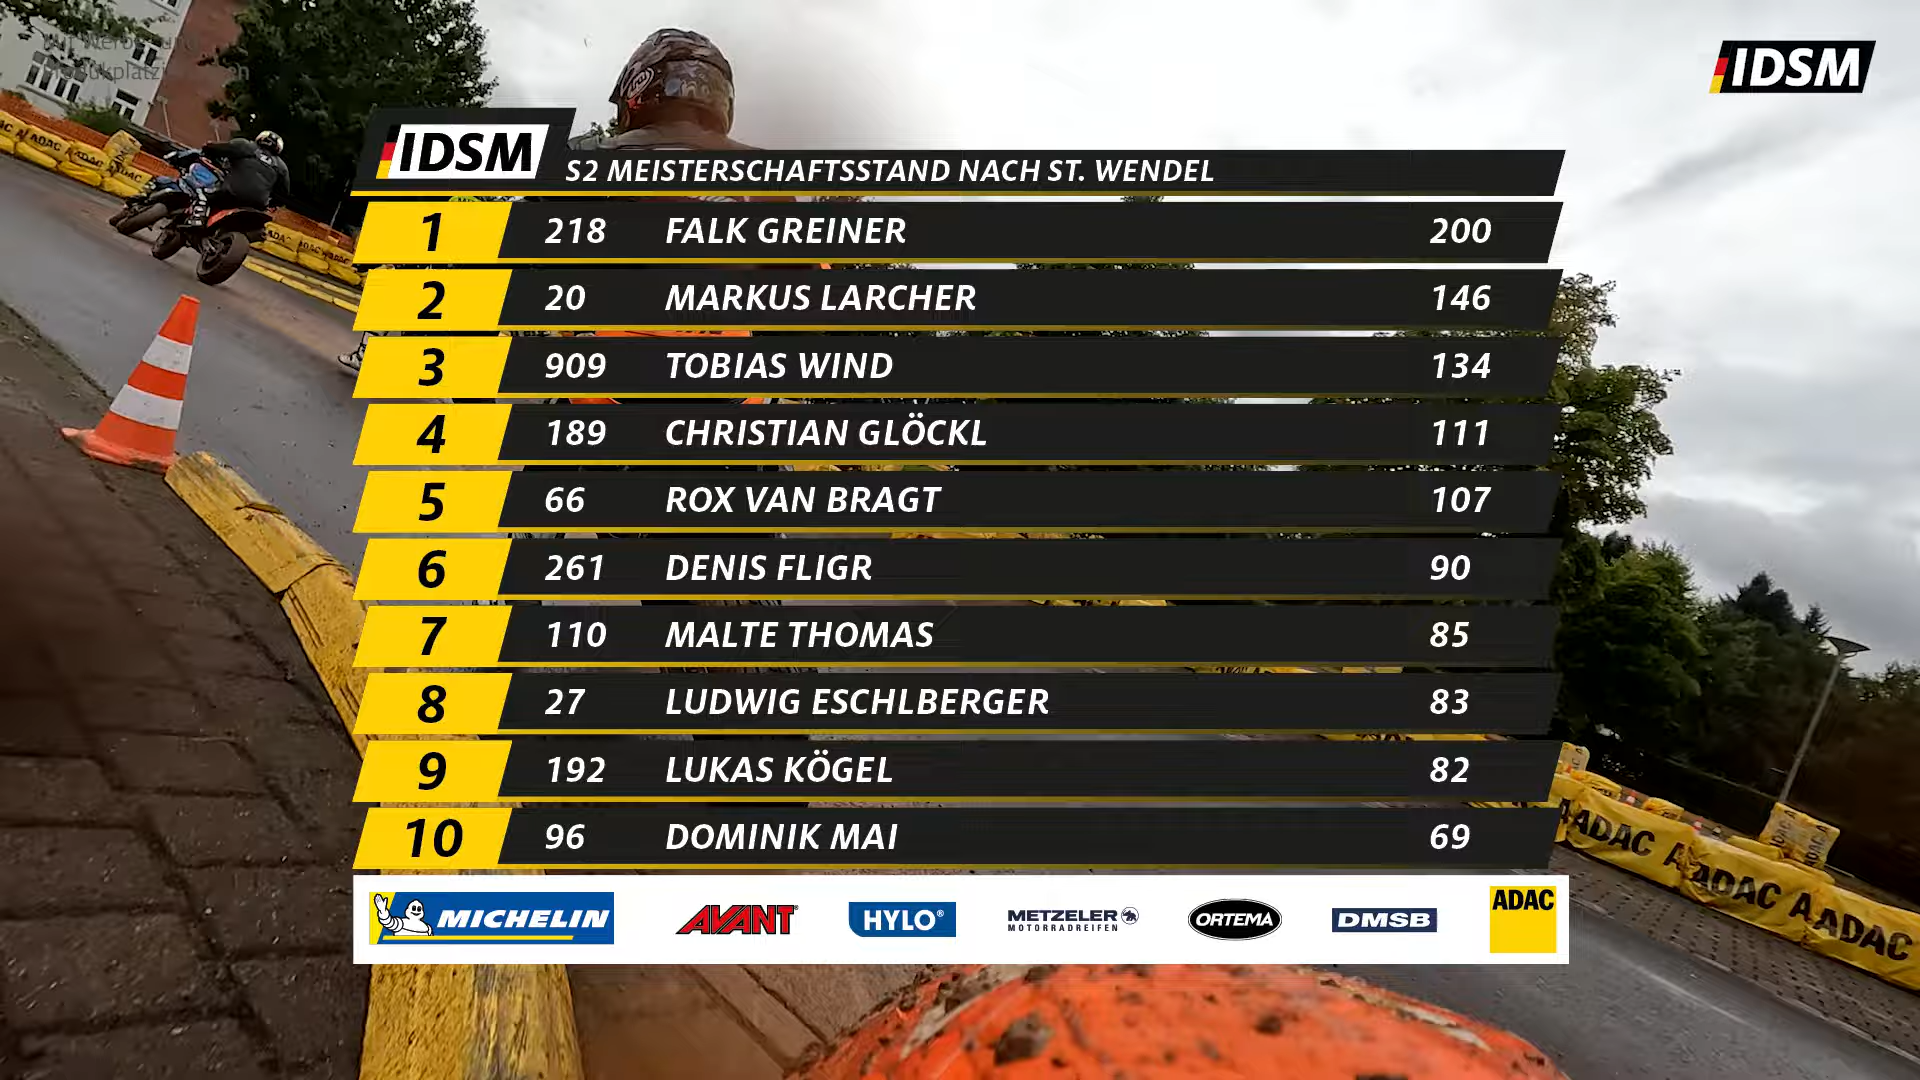 IDSM
IDSM
S2 MEISTERSCHAFTSSTAND NACH ST. WENDEL
1 218 FALK GREINER 200
2 20 MARKUS LARCHER 146
3 909 TOBIAS WIND 134
4 189 CHRISTIAN GLÖCKL 111
5 66 ROX VAN BRAGT 107
6 261 DENIS FLIGR 90
7 110 MALTE THOMAS 85
8 27 LUDWIG ESCHLBERGER 83
9 192 LUKAS KÖGEL 82
10 96 DOMINIK MAI 69
MICHELIN AVANT HYLO® METZELER ORTEMA DMSB ADAC
MOTORRADREIFEN
ADAC ADAC AADAC
ADAC ADAC ADAC